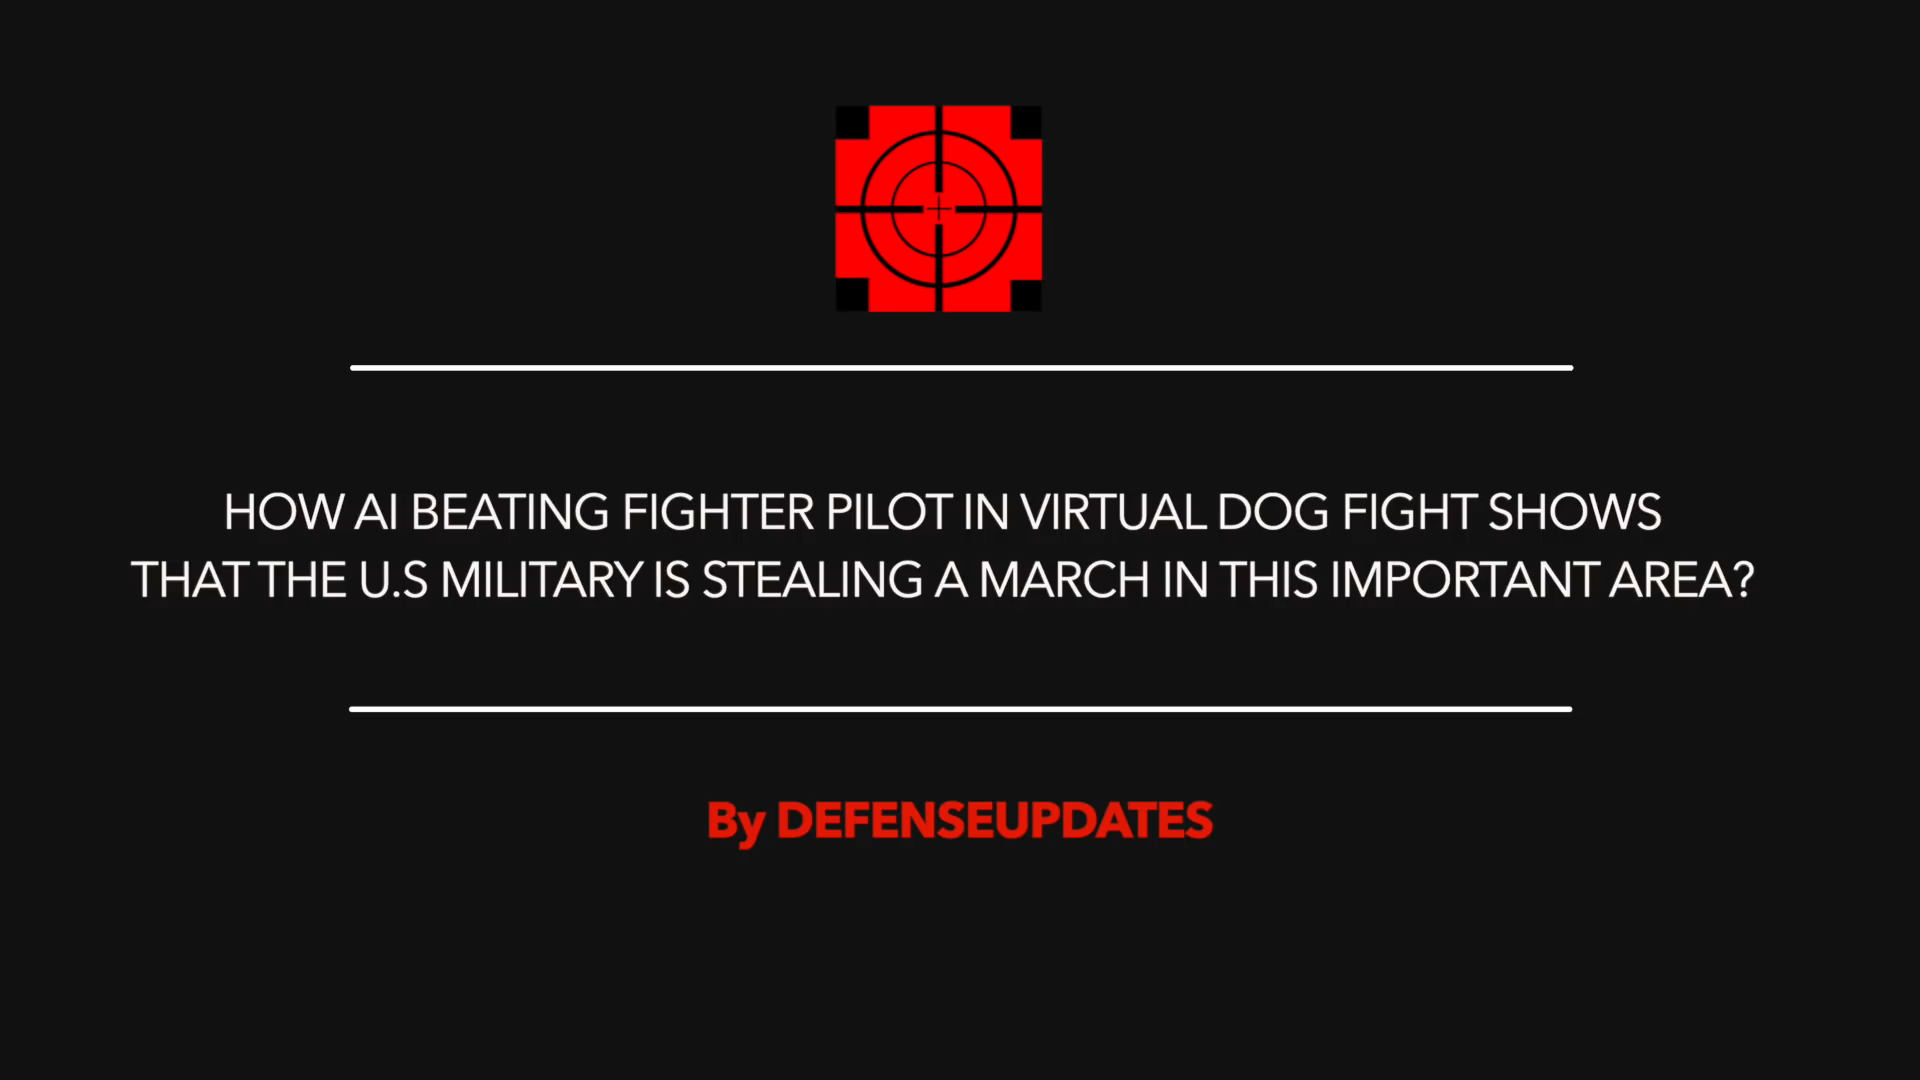 HOW AI BEATING FIGHTER PILOT IN VIRTUAL DOG FIGHT SHOWS
THAT THE U.S MILITARY IS STEALING A MARCH IN THIS IMPORTANT AREA?
By DEFENSEUPDATES